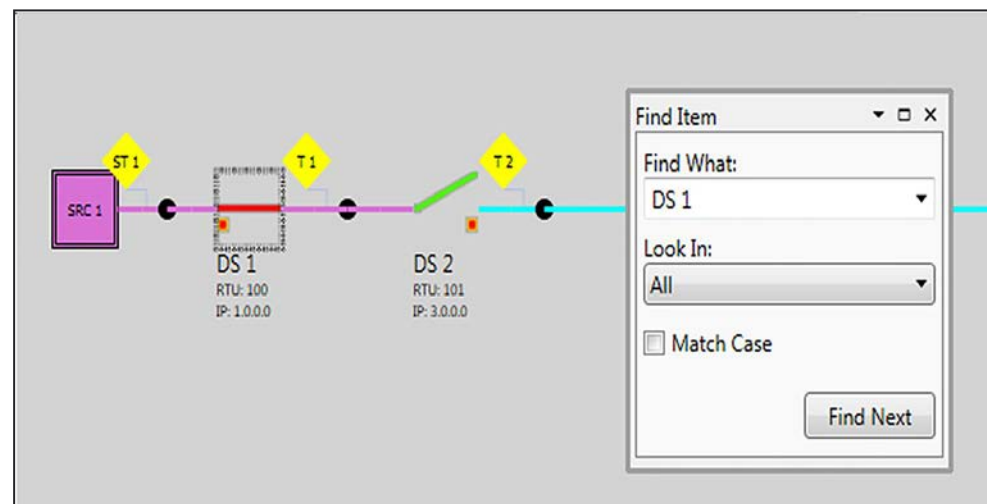 ST 1
T 1
T 2
SRC 1
DS 1
RTU: 100
IP: 1.0.0.0
DS 2
RTU: 101
IP: 3.0.0.0
Find Item
Find What:
DS 1
Look In:
All
Match Case
Find Next